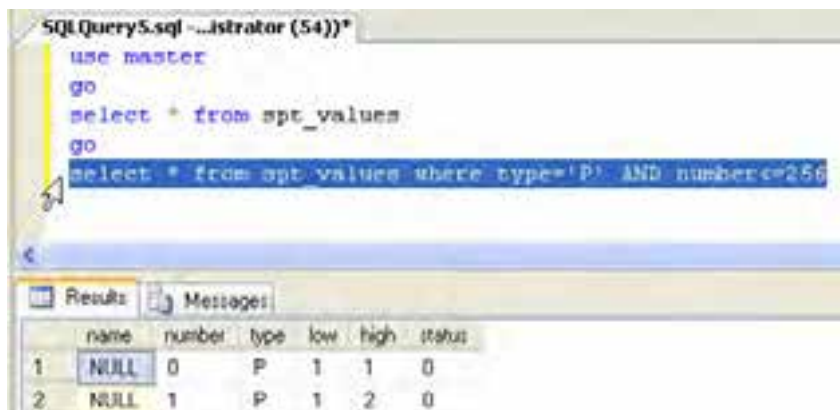 SQLQuery5.sql -...istrator (54))*
use master
go
select * from spt_values
go
select * from spt_values where type='P' AND number<=256
Results Messages
name number type low high status
1 NULL 0 P 1 1 0
2 NULL 1 P 1 2 0